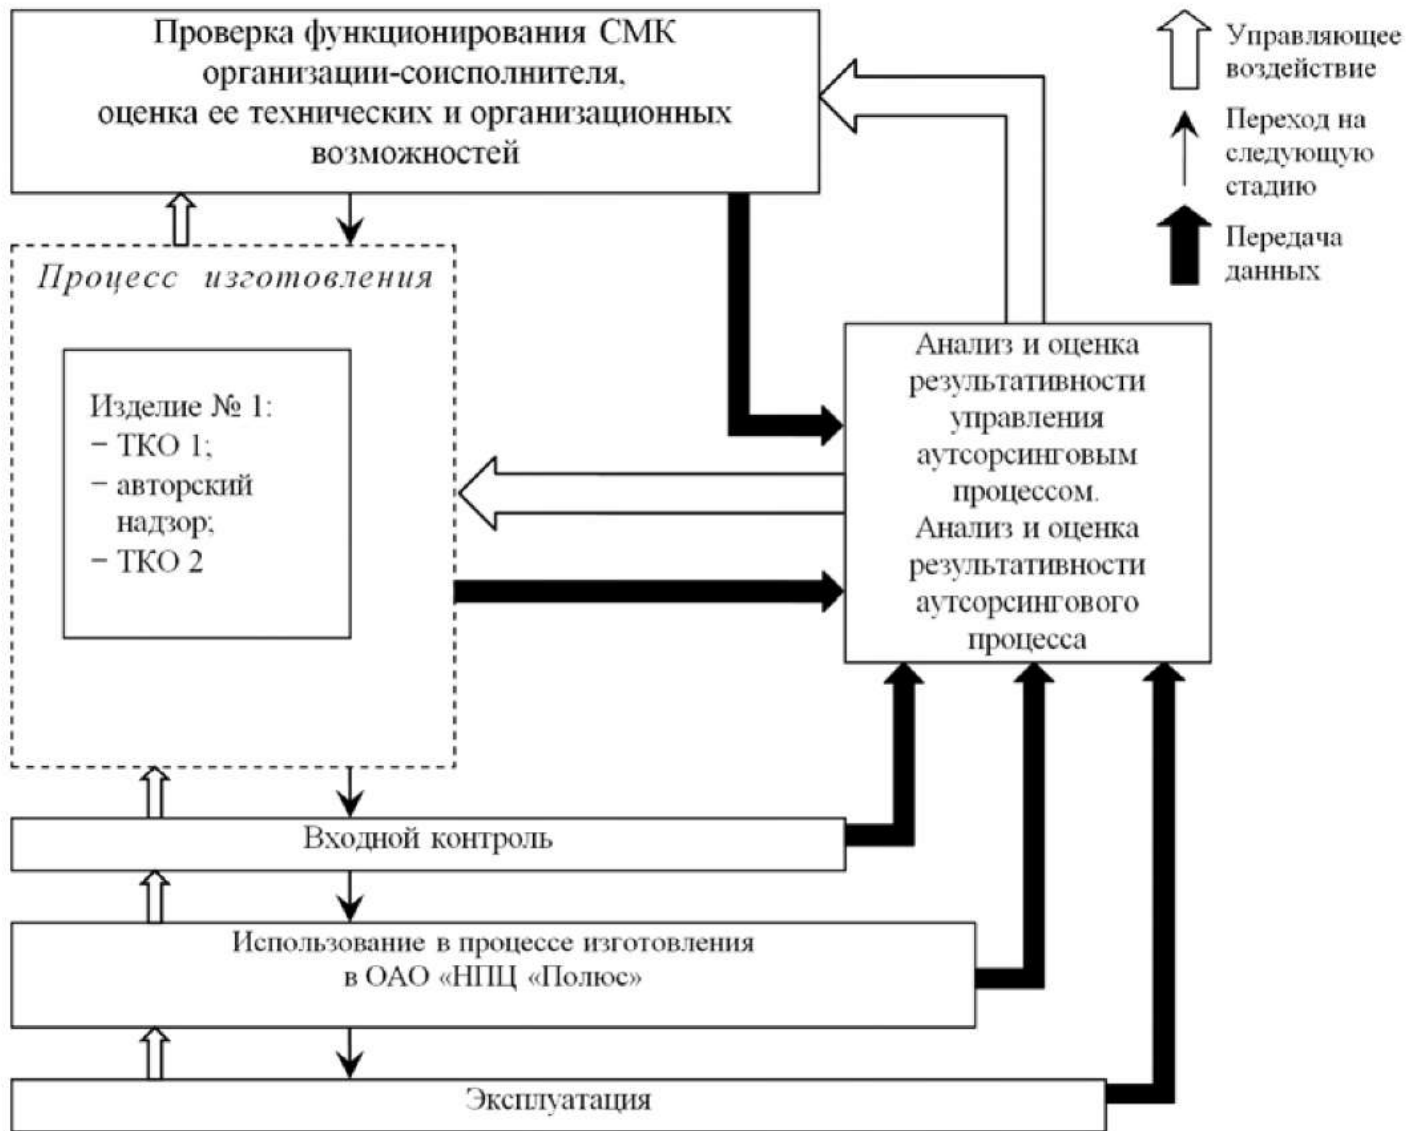 Проверка функционирования СМК
организации-соисполнителя,
оценка ее технических и организационных
возможностей
Управляющее
воздействие
Переход на
следующую
стадию
Передача
данных
Процесс изготовления
Изделие № 1:
− ТКО 1;
− авторский
надзор;
− ТКО 2
Анализ и оценка
результативности
управления
аутсорсинговым
процессом.
Анализ и оценка
результативности
аутсорсингового
процесса
Входной контроль
Использование в процессе изготовления
в ОАО «НПЦ «Полюс»
Эксплуатация